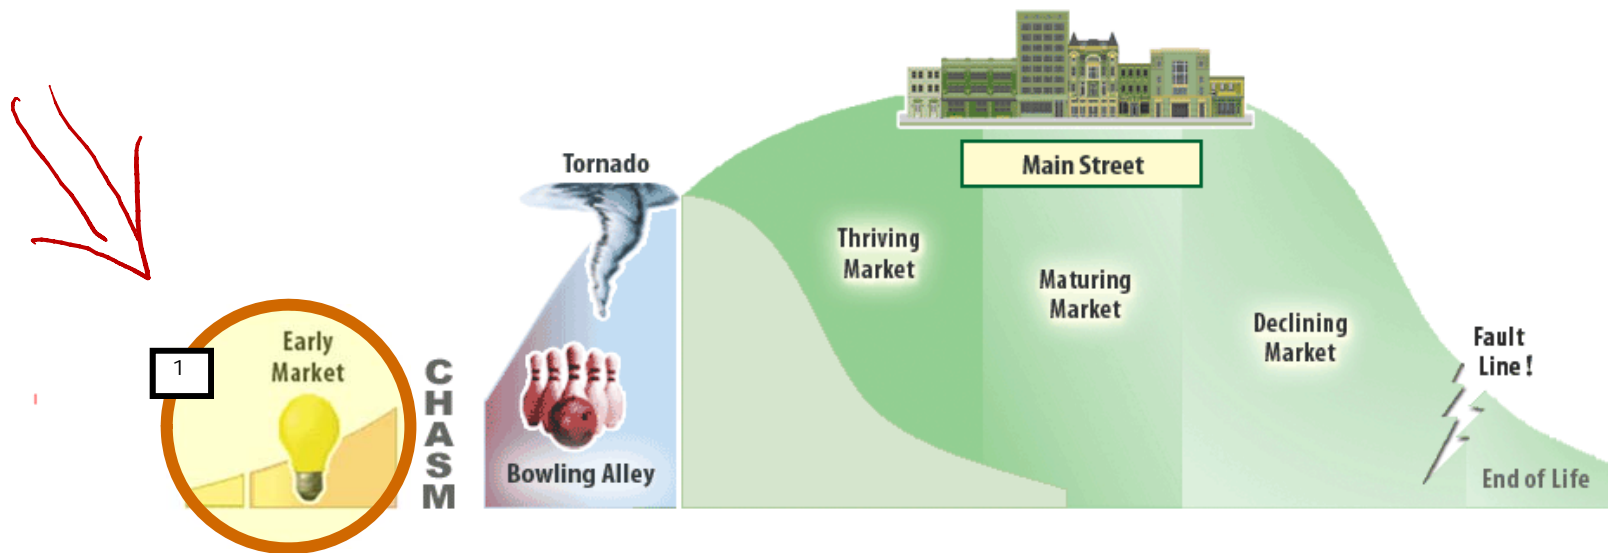 Tornado
Main Street
Thriving
Market
Maturing
Market
Declining
Market
Fault
Line!
Early
Market
1
CHASM
Bowling Alley
End of Life